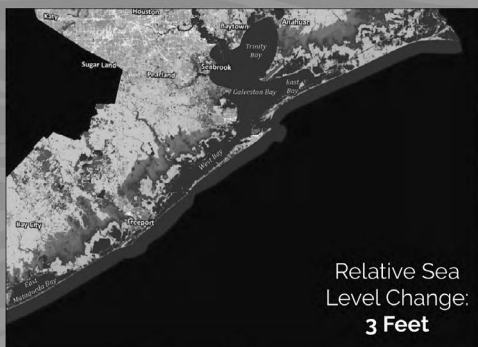 Katy
Houston
Baytown
Anahuac
Trinity
Bay
Sugar Land
Pearland
Seabrook
East
Bay
Galveston Bay
West Bay
Bay City
Freeport
East
Matagorda Bay
Relative Sea
Level Change:
3 Feet